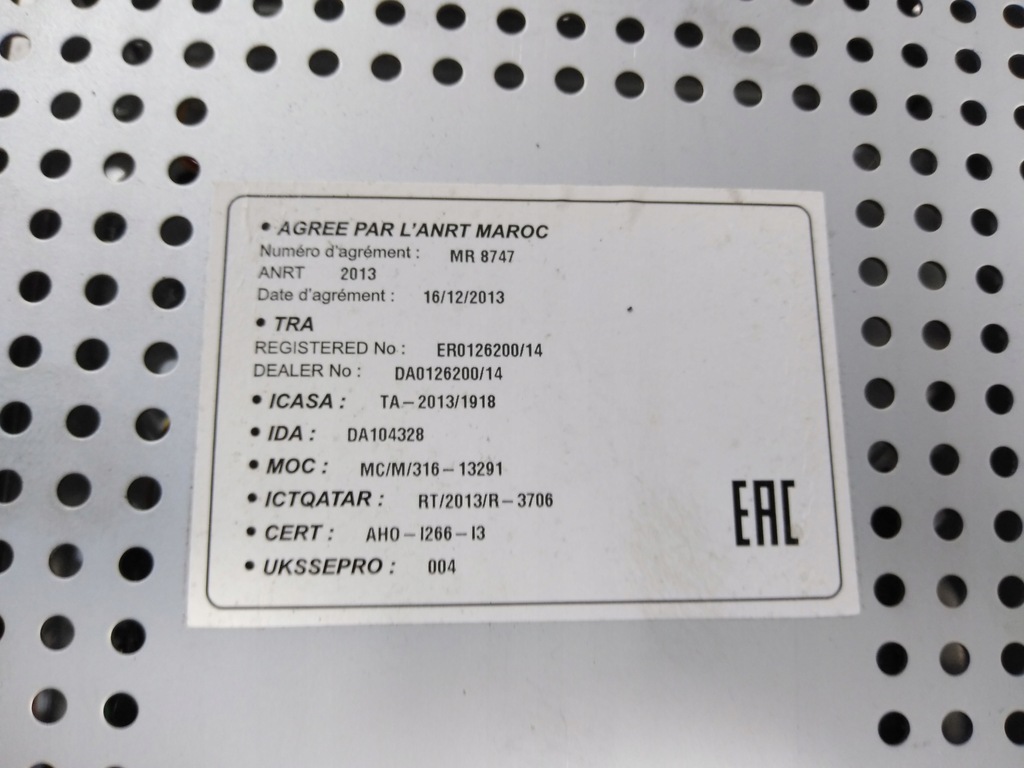 • AGREE PAR L'ANRT MAROC
Numéro d'agrément : MR 8747
ANRT 2013
Date d'agrément : 16/12/2013
• TRA
REGISTERED No : ER0126200/14
DEALER No : DA0126200/14
• ICASA : TA-2013/1918
• IDA : DA104328
• MOC : MC/M/316-13291
• ICTQATAR : RT/2013/R-3706
• CERT : AHO-I266-I3
• UKSSEPRO : 004
EAC